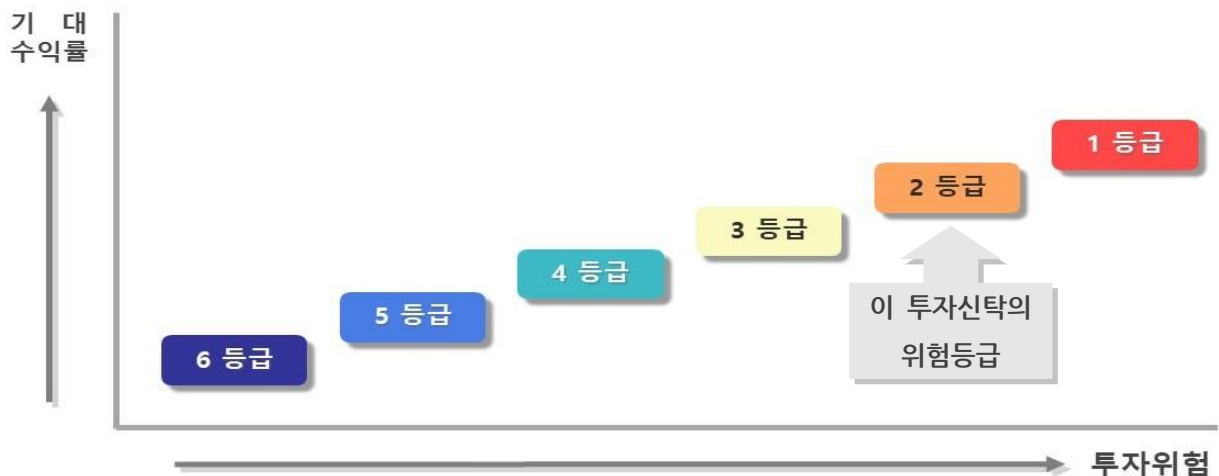 기 대
수익률
1 등급
2 등급
3 등급
4 등급
5 등급
6 등급
이 투자신탁의
위험등급
투자위험